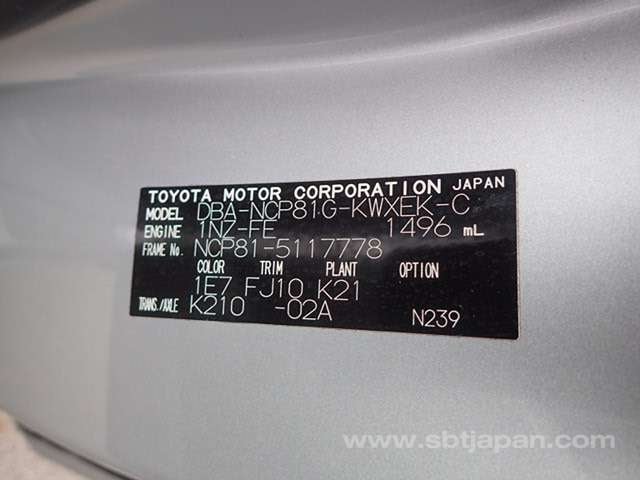 TOYOTA MOTOR CORPORATION JAPAN
MODEL DBA-NCP81G-KWXEK-C
ENGINE 1NZ-FE 1496 mL
FRAME No. NCP81-5117778
COLOR TRIM PLANT OPTION
1E7 FJ10 K21
TRANS./AXLE K210 -02A N239
www.sbtjapan.com